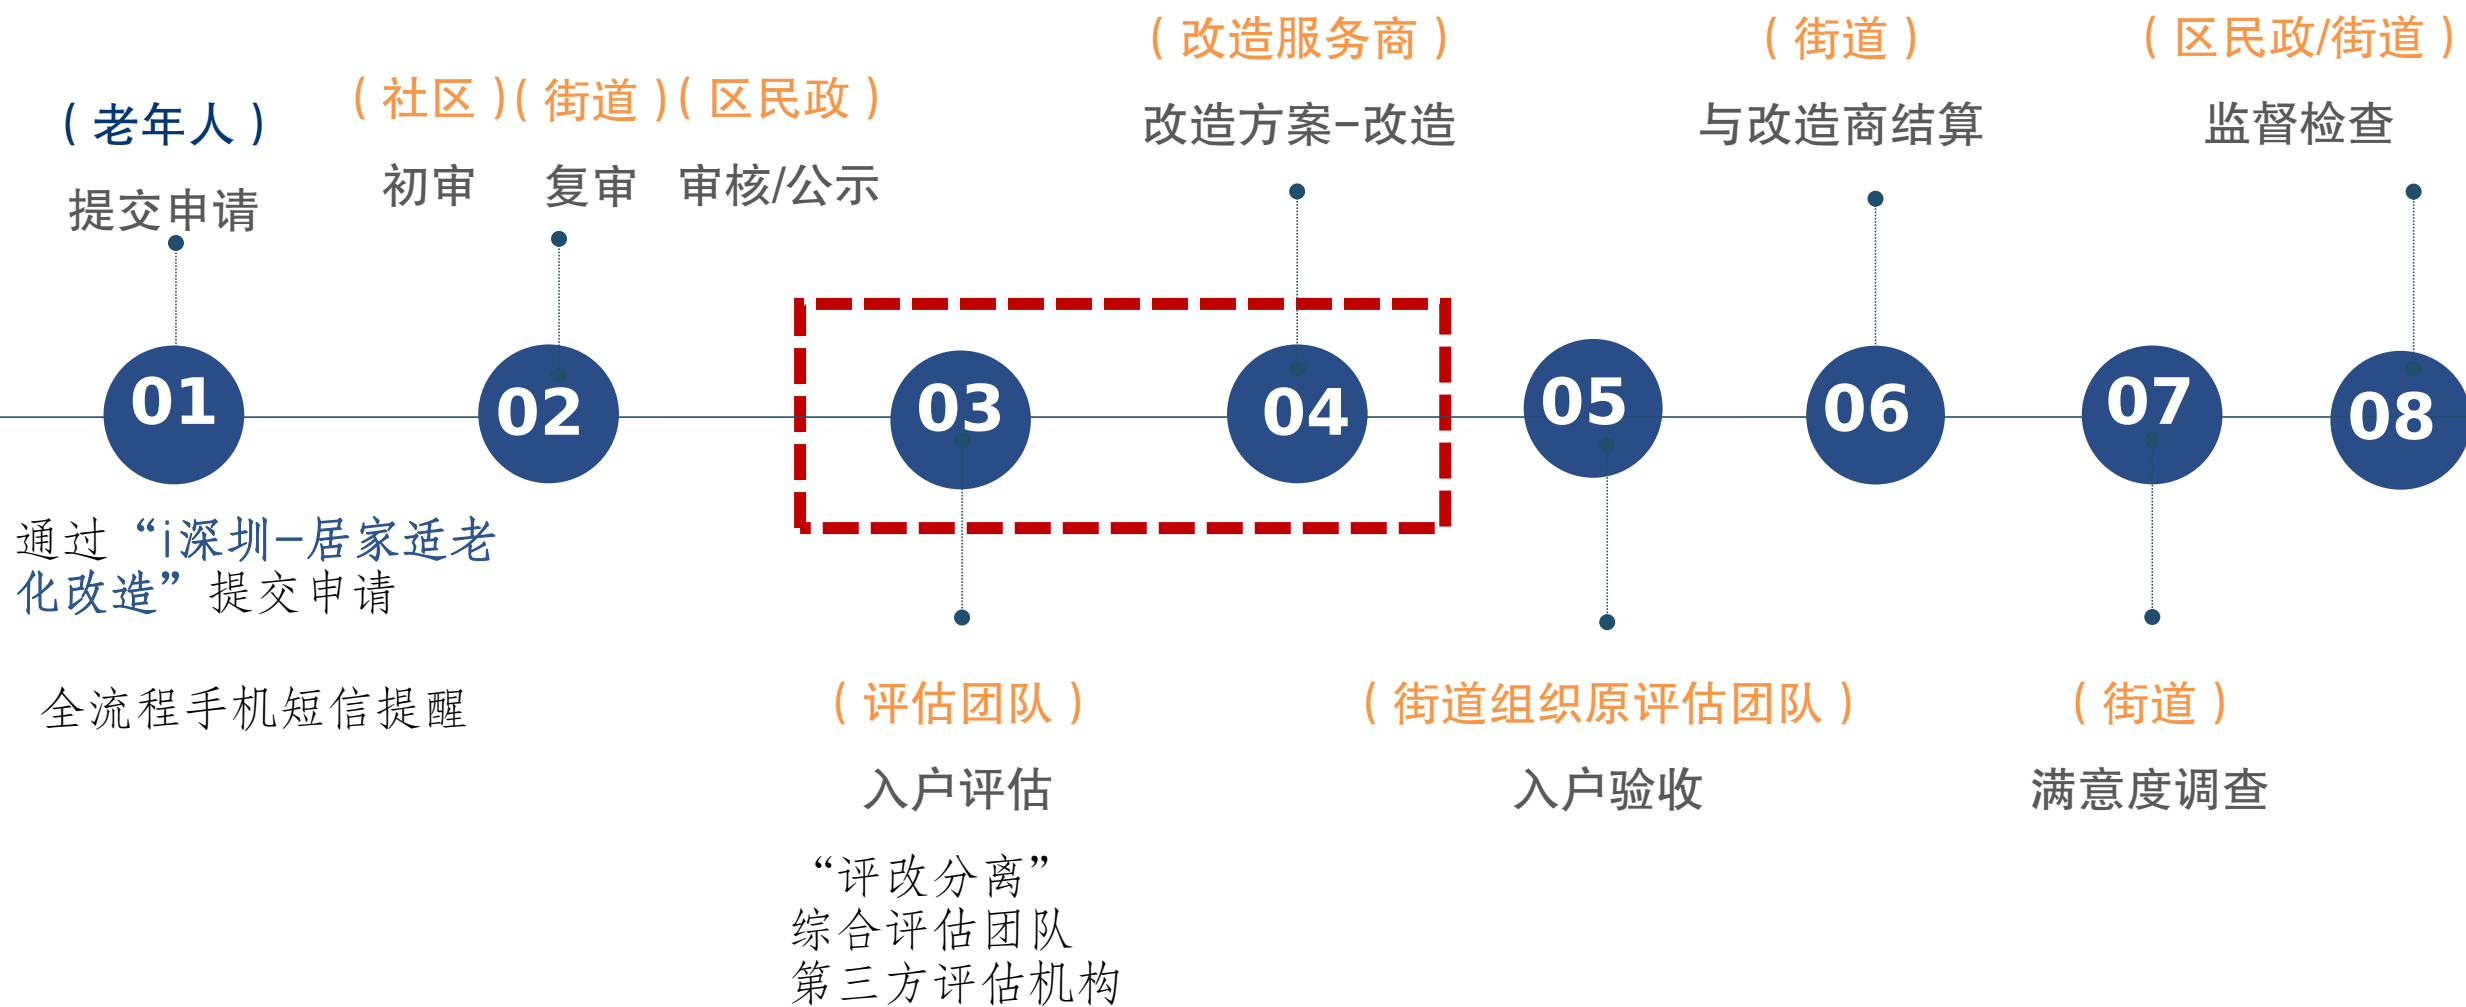 （老年人）
提交申请
（社区）（街道）（区民政）
初审 复审 审核/公示
（改造服务商）
改造方案–改造
（街道）
与改造商结算
（区民政/街道）
监督检查
01
02
03
04
05
06
07
08
通过“i深圳–居家适老
化改造”提交申请
全流程手机短信提醒
（评估团队）
入户评估
“评改分离”
综合评估团队
第三方评估机构
（街道组织原评估团队）
入户验收
（街道）
满意度调查